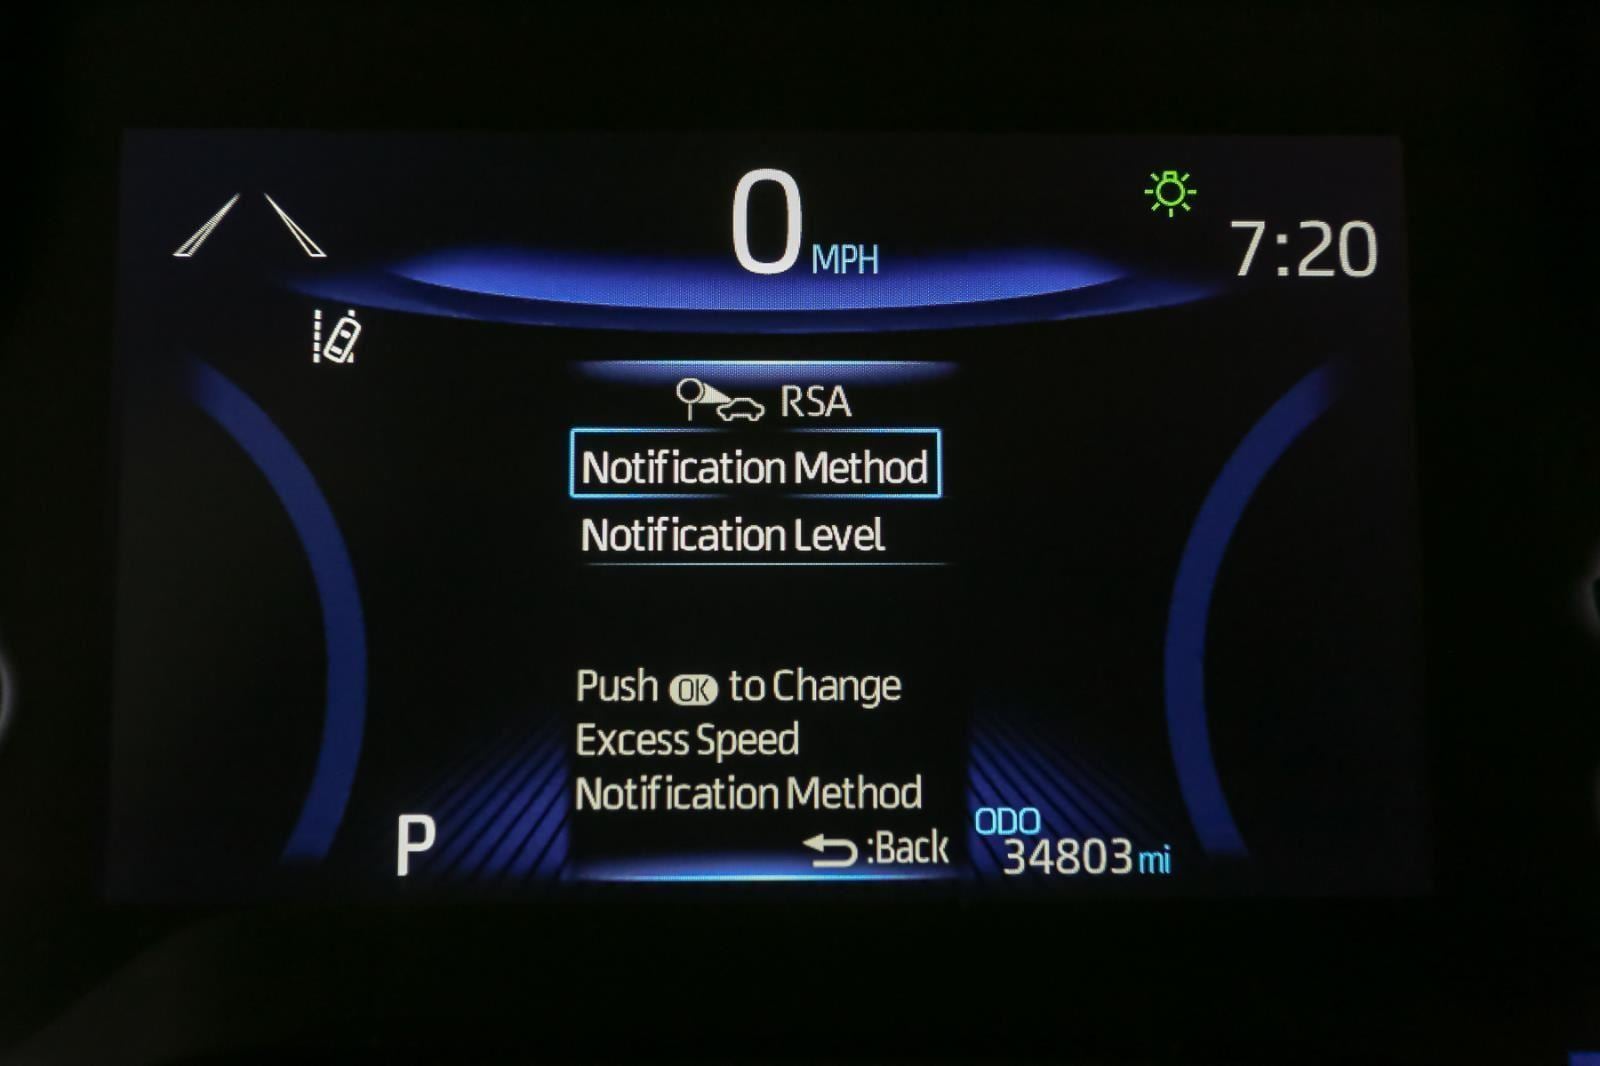 0 MPH
7:20
RSA
Notification Method
Notification Level
Push OK to Change
Excess Speed
Notification Method
:Back
P
ODO
34803 mi